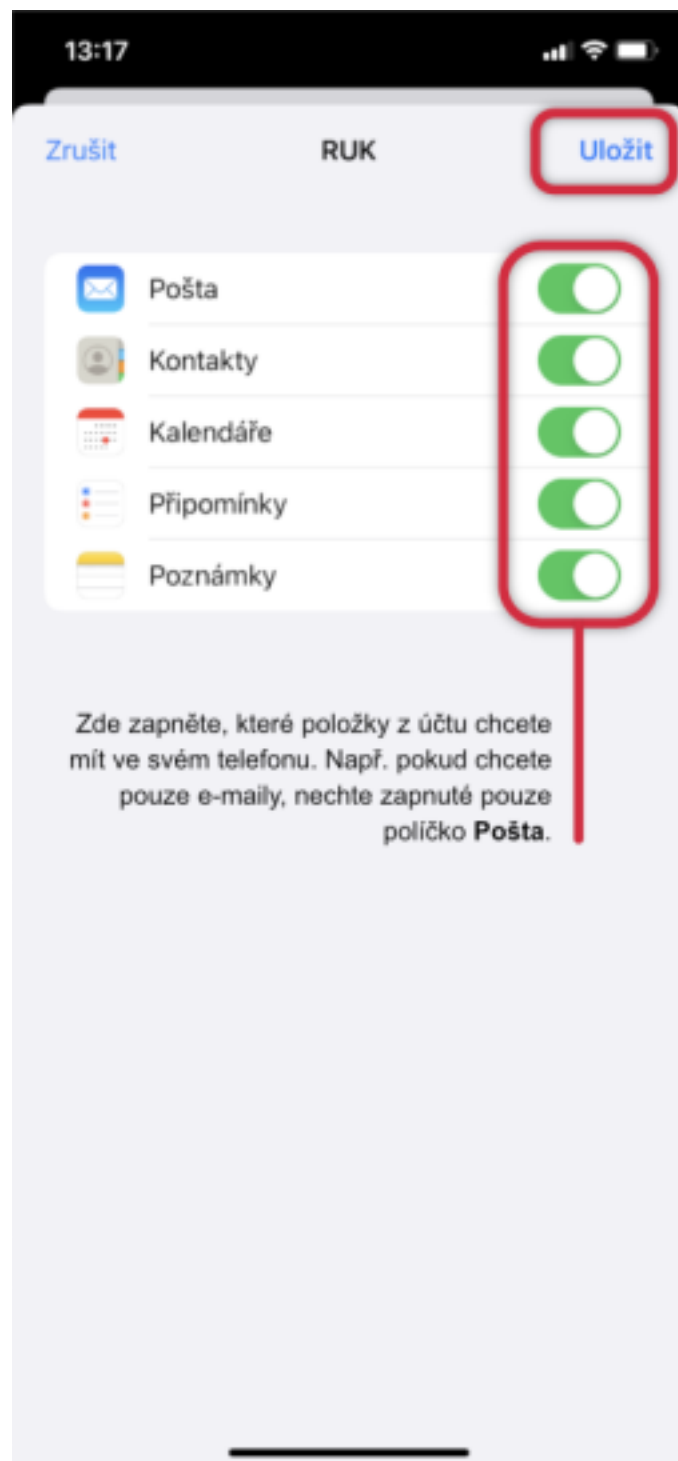 13:17
Zrušit RUK Uložit
Pošta
Kontakty
Kalendáře
Připomínky
Poznámky
Zde zapněte, které položky z účtu chcete
mít ve svém telefonu. Např. pokud chcete
pouze e-maily, nechte zapnuté pouze
políčko Pošta.